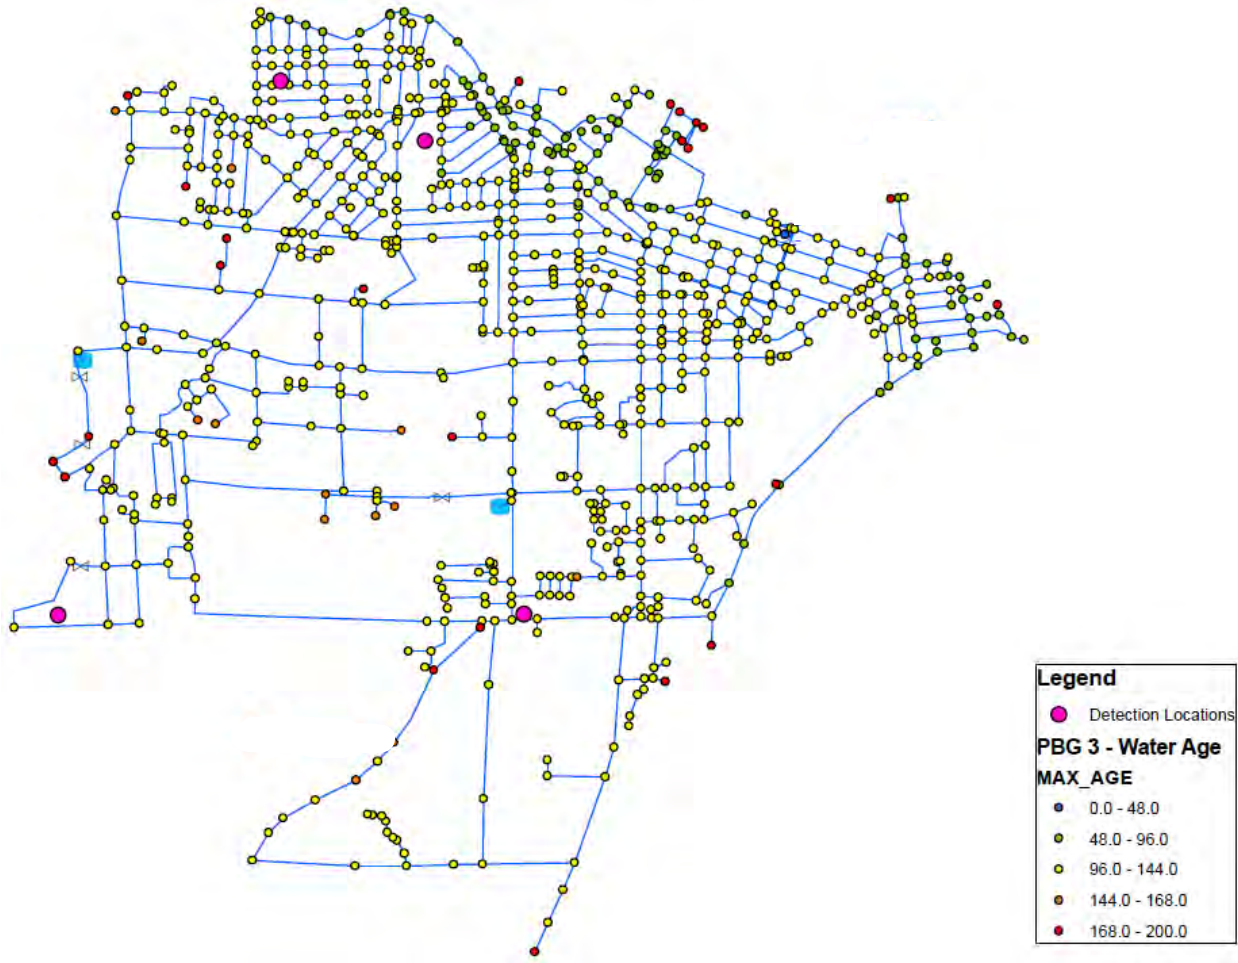 Legend
Detection Locations
PBG 3 - Water Age
MAX_AGE
0.0 - 48.0
48.0 - 96.0
96.0 - 144.0
144.0 - 168.0
168.0 - 200.0